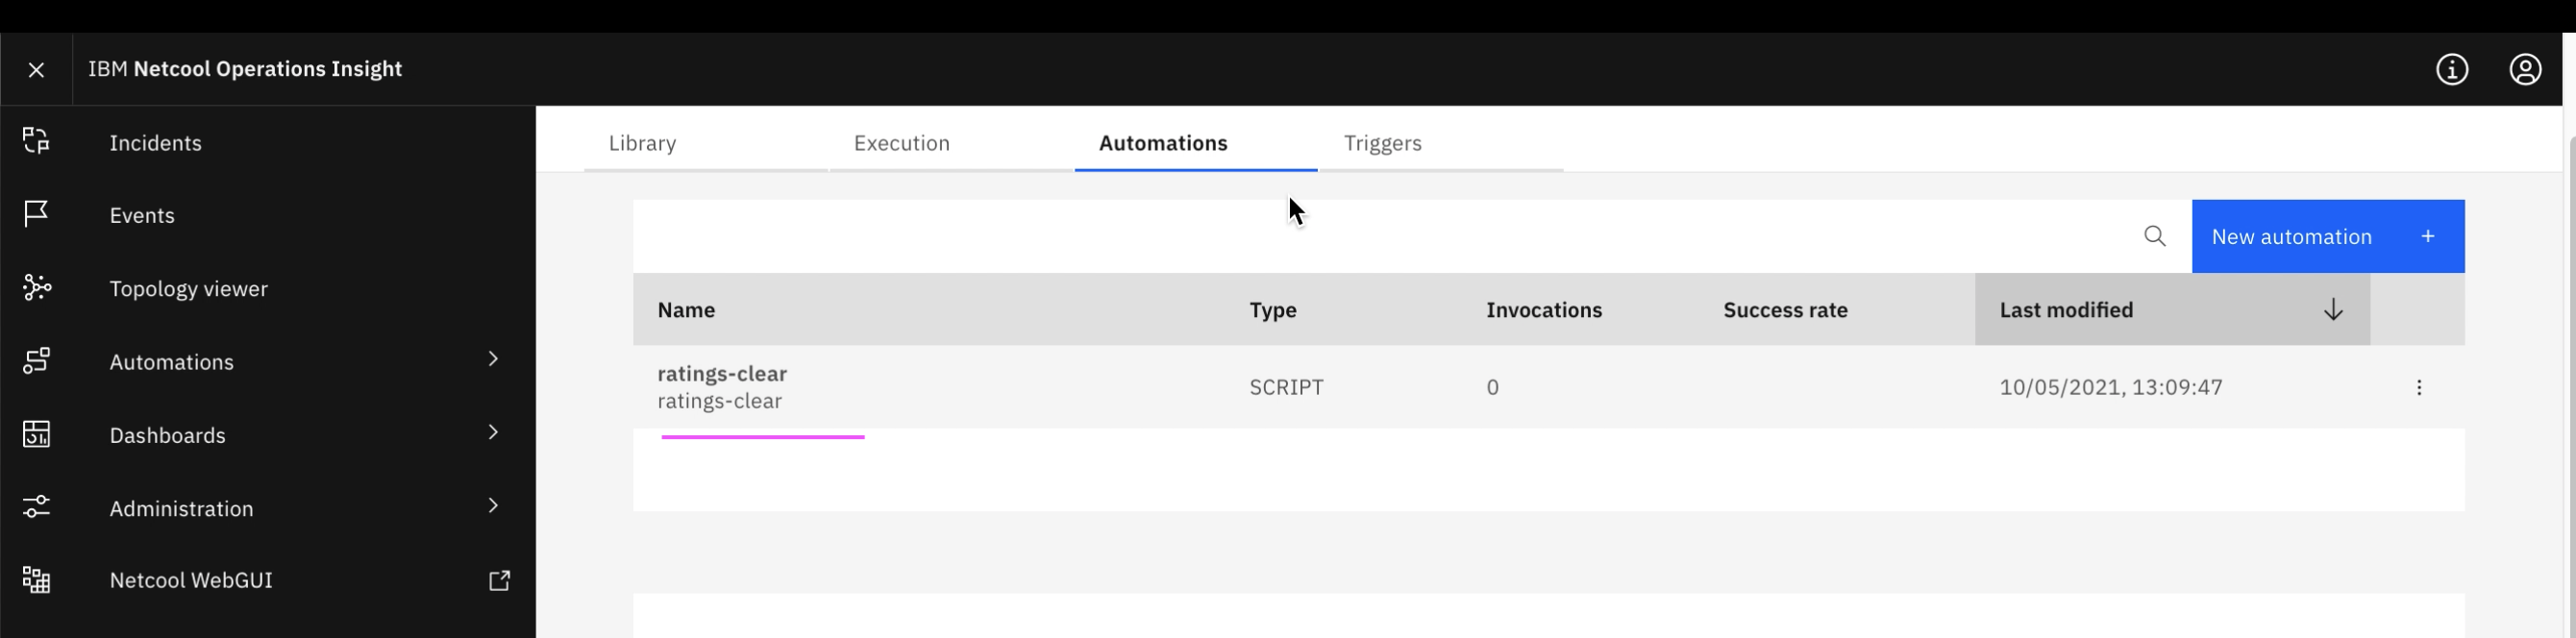 IBM Netcool Operations Insight
Incidents
Events
Topology viewer
Automations
Dashboards
Administration
Netcool WebGUI
Library Execution Automations Triggers
New automation +
Name Type Invocations Success rate Last modified
ratings-clear SCRIPT 0 10/05/2021, 13:09:47
ratings-clear